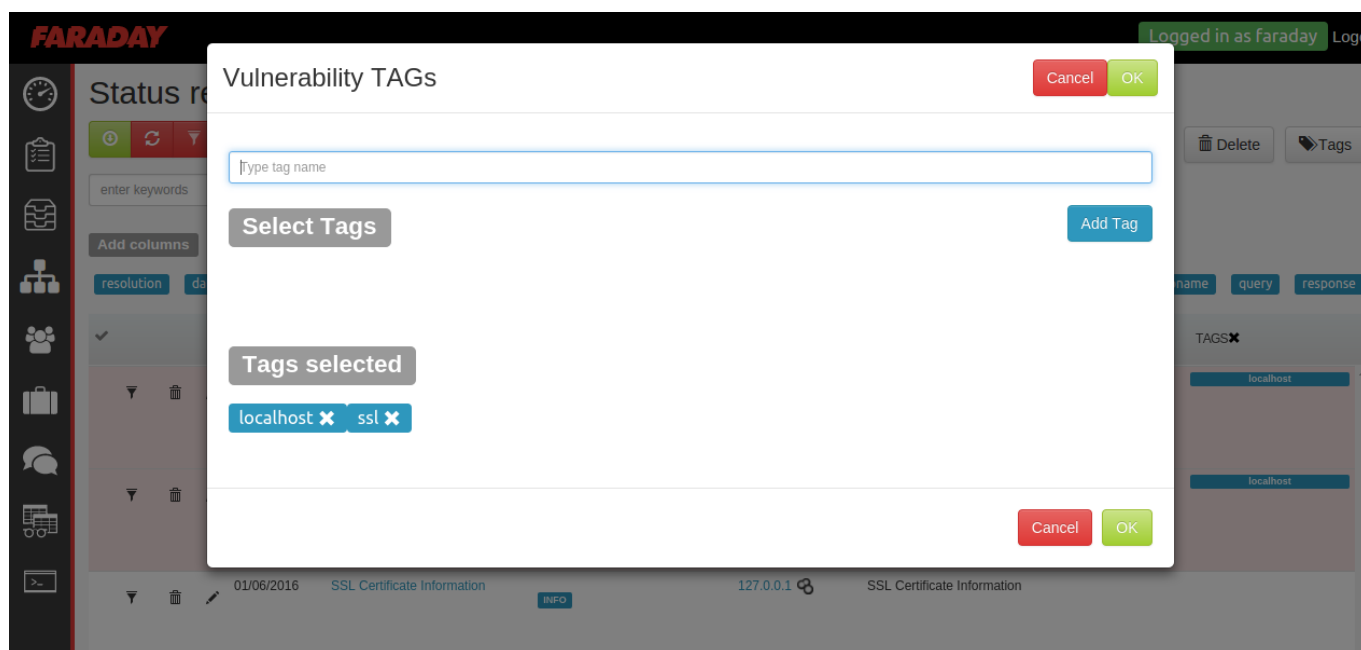 FARADAY
Logged in as faraday
Vulnerability TAGs
Cancel
OK
Status re
Delete
Tags
Type tag name
enter keywords
Select Tags
Add Tag
Add columns
resolution
da
name
query
response
TAGS
Tags selected
localhost
localhost
ssl
localhost
Cancel
OK
01/06/2016
SSL Certificate Information
INFO
127.0.0.1
SSL Certificate Information